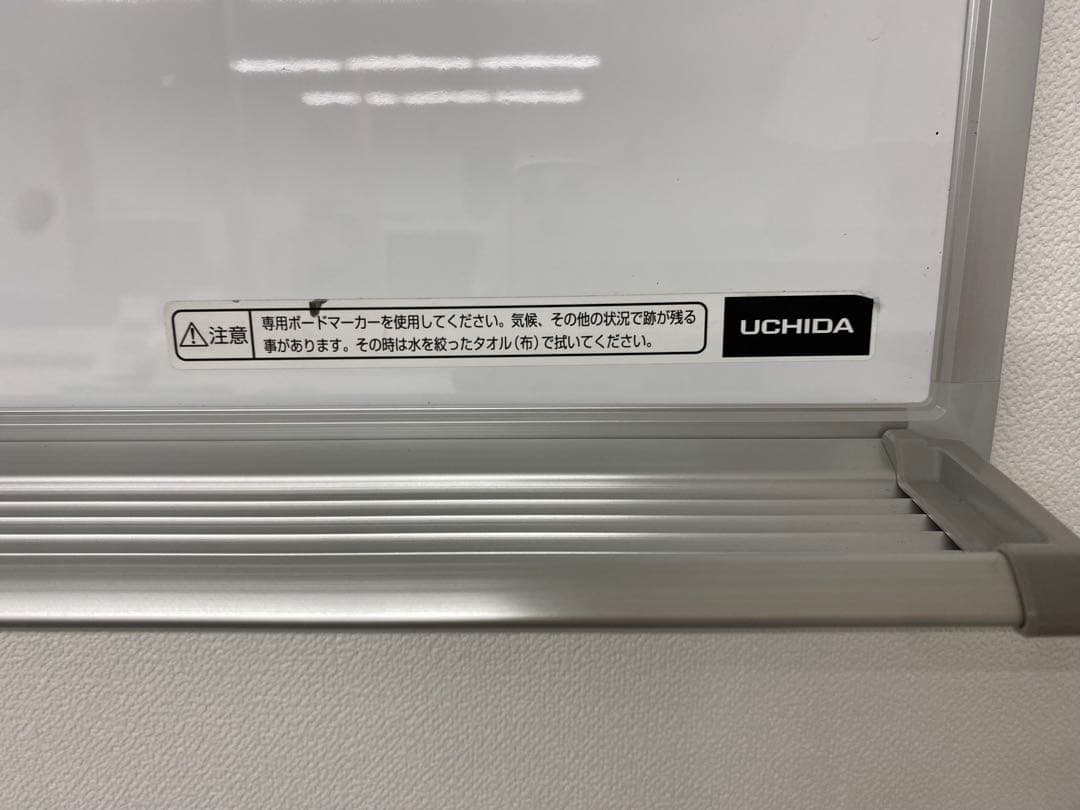 注意
専用ボードマーカーを使用してください。気候、その他の状況で跡が残る
事があります。その時は水を絞ったタオル(布)で拭いてください。
UCHIDA